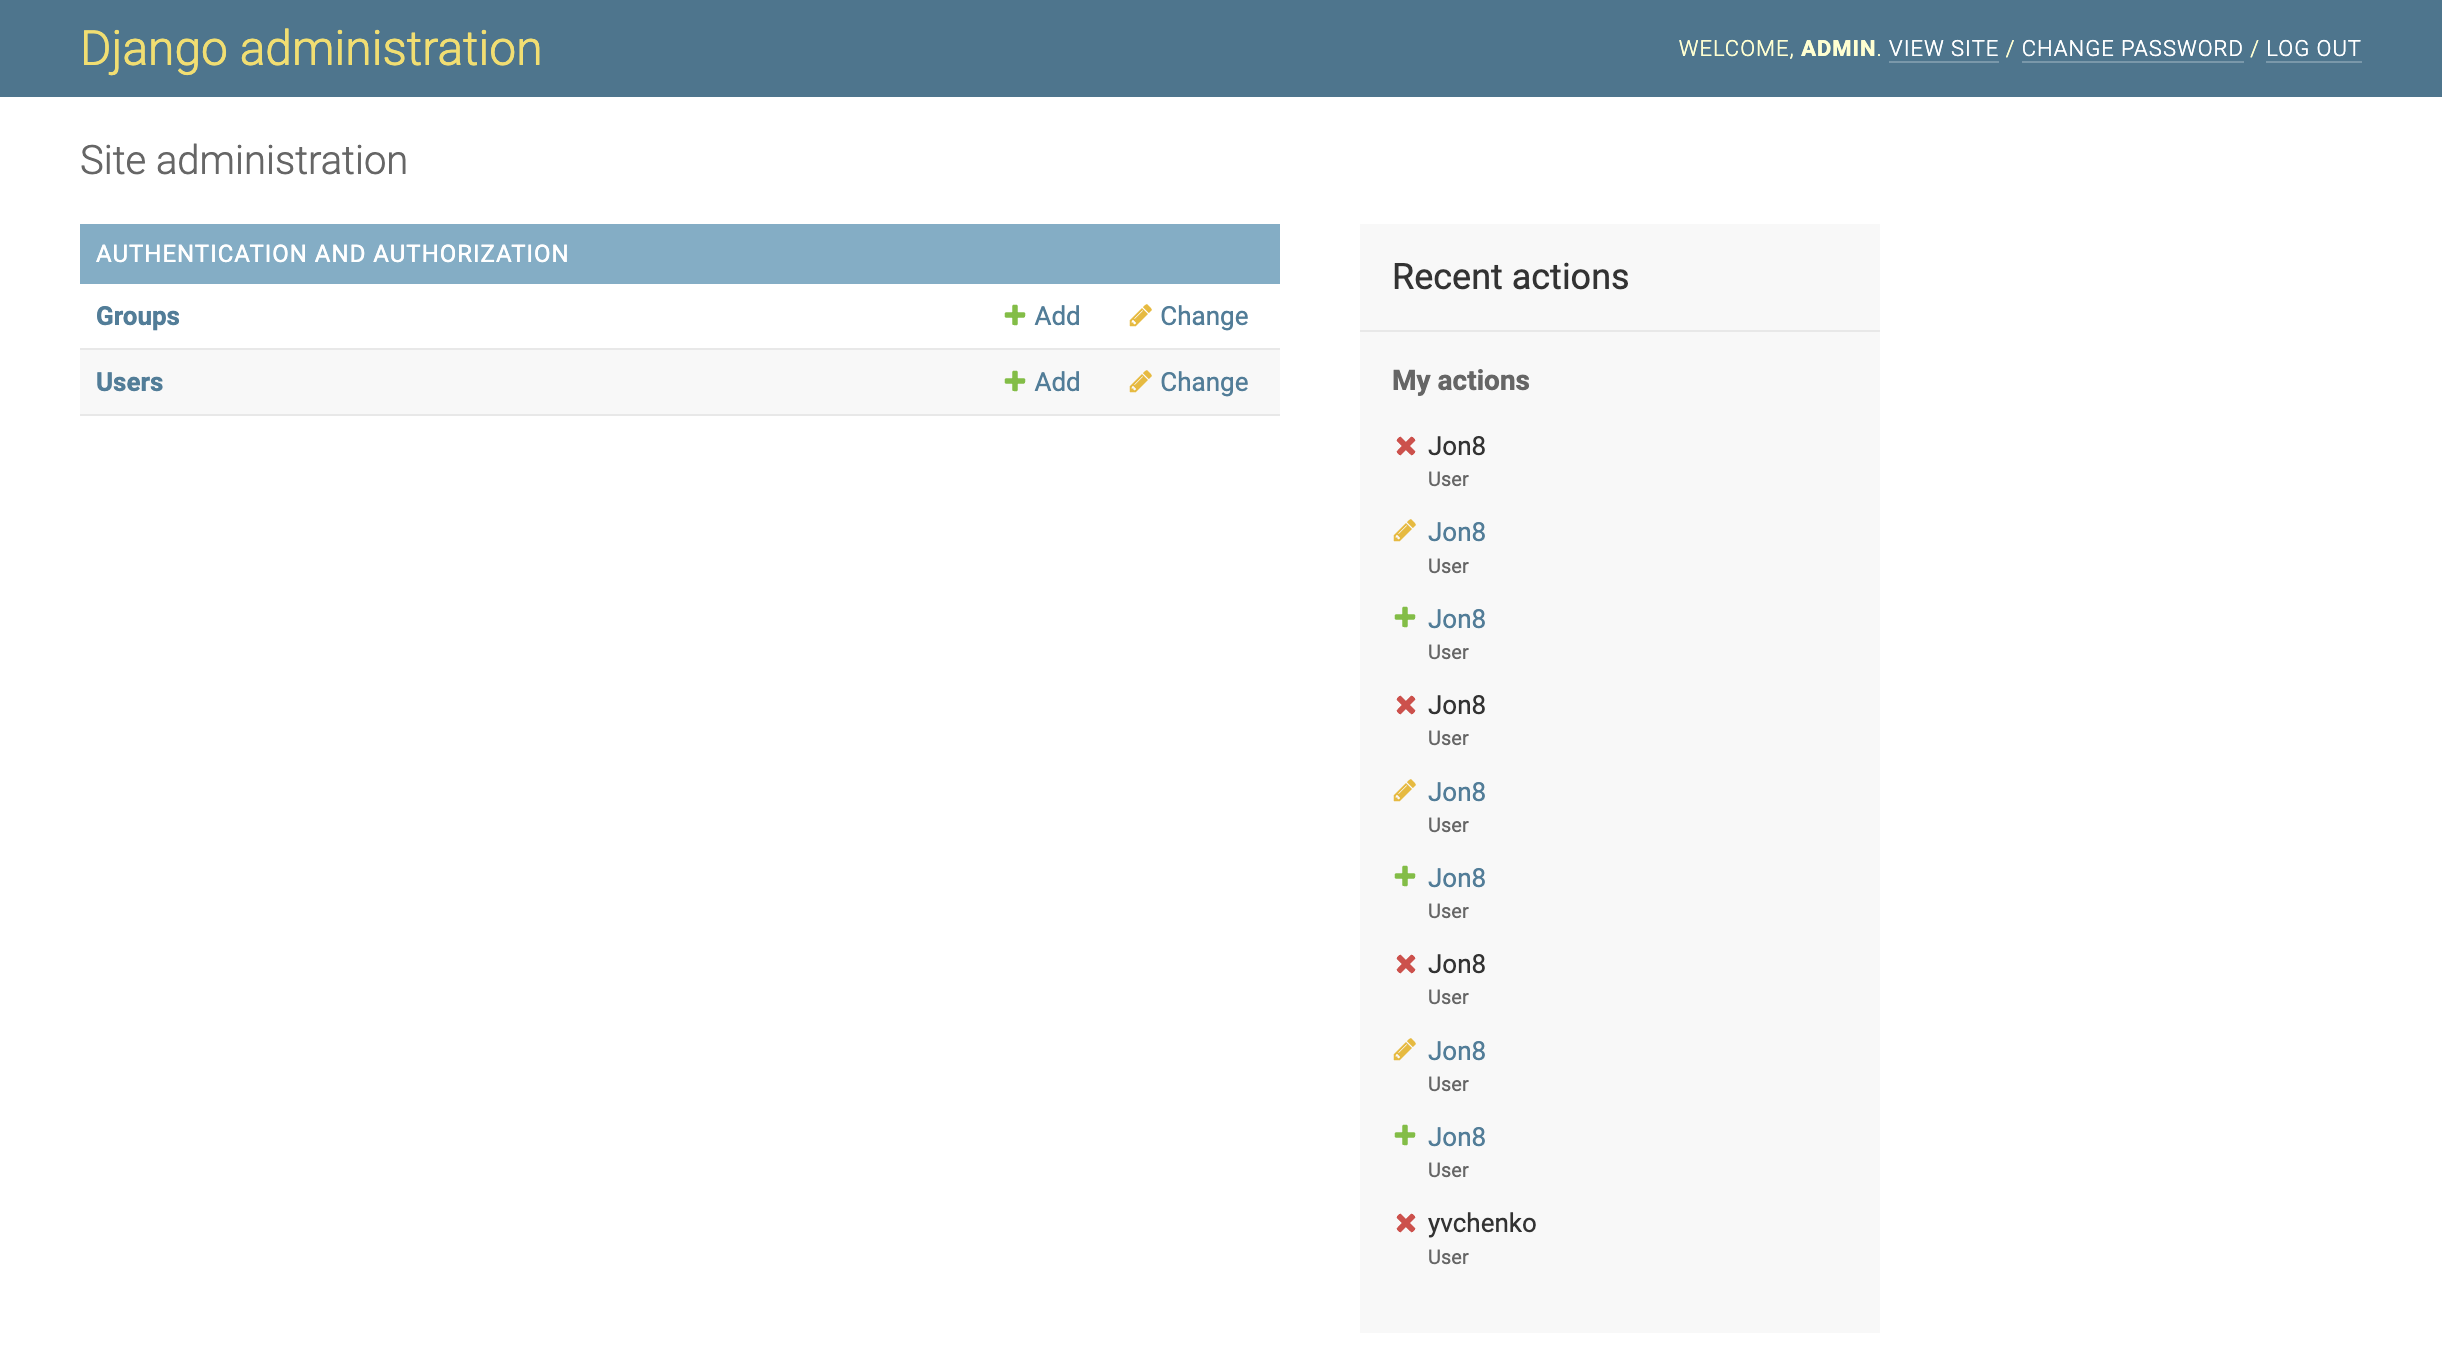 Django administration
WELCOME, ADMIN. VIEW SITE / CHANGE PASSWORD / LOG OUT
Site administration
AUTHENTICATION AND AUTHORIZATION
Groups Add Change
Users Add Change
Recent actions
My actions
Jon8
User
Jon8
User
Jon8
User
Jon8
User
Jon8
User
Jon8
User
Jon8
User
Jon8
User
Jon8
User
yvchenko
User